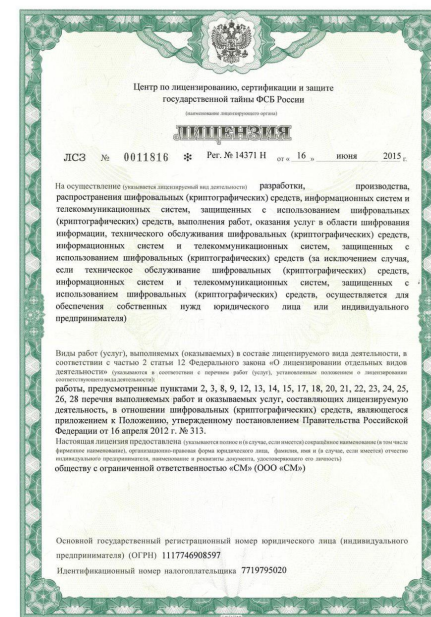 Центр по лицензированию, сертификации и защите
государственной тайны ФСБ России
(наименование лицензирующего органа)
ЛИЦЕНЗИЯ
ЛСЗ № 0011816 * Рег. № 14371 Н от « 16 » июня 2015 г.
На осуществление (указывается лицензируемый вид деятельности) разработки, производства,
распространения шифровальных (криптографических) средств, информационных систем и
телекоммуникационных систем, защищенных с использованием шифровальных
(криптографических) средств, выполнения работ, оказания услуг в области шифрования
информации, технического обслуживания шифровальных (криптографических) средств,
информационных систем и телекоммуникационных систем, защищенных с
использованием шифровальных (криптографических) средств (за исключением случая,
если техническое обслуживание шифровальных (криптографических) средств,
информационных систем и телекоммуникационных систем, защищенных с
использованием шифровальных (криптографических) средств, осуществляется для
обеспечения собственных нужд юридического лица или индивидуального
предпринимателя)
Виды работ (услуг), выполняемых (оказываемых) в составе лицензируемого вида деятельности, в
соответствии с частью 2 статьи 12 Федерального закона «О лицензировании отдельных видов
деятельности» (указываются в соответствии с перечнем работ (услуг), установленным положением о лицензировании
соответствующего вида деятельности):
работы, предусмотренные пунктами 2, 3, 8, 9, 12, 13, 14, 15, 17, 18, 20, 21, 22, 23, 24, 25,
26, 28 перечня выполняемых работ и оказываемых услуг, составляющих лицензируемую
деятельность, в отношении шифровальных (криптографических) средств, являющегося
приложением к Положению, утвержденному постановлением Правительства Российской
Федерации от 16 апреля 2012 г. № 313.
Настоящая лицензия предоставлена (указываются полное и (в случае, если имеется) сокращённое наименование (в том числе
фирменное наименование), организационно-правовая форма юридического лица, фамилия, имя и (в случае, если имеется) отчество
индивидуального предпринимателя, наименование и реквизиты документа, удостоверяющего его личность)
обществу с ограниченной ответственностью «СМ» (ООО «СМ»)
Основной государственный регистрационный номер юридического лица (индивидуального
предпринимателя) (ОГРН) 1117746908597
Идентификационный номер налогоплательщика 7719795020